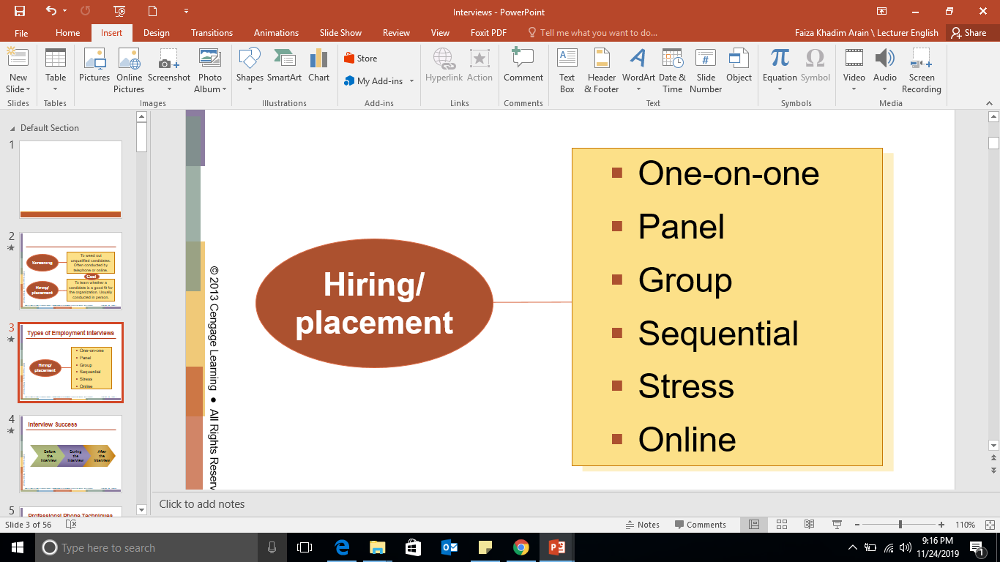 Interviews - PowerPoint
File Home Insert Design Transitions Animations Slide Show Review View Foxit PDF Tell me what you want to do... Faiza Khadim Arain \ Lecturer English Share
New Slide
Table
Pictures
Online Pictures
Screenshot
Photo Album
Shapes
SmartArt
Chart
Store
My Add-ins
Hyperlink
Action
Comment
Text Box
Header & Footer
WordArt
Date & Time
Slide Number
Object
Equation
Symbol
Video
Audio
Screen Recording
Slides Tables Images Illustrations Add-ins Links Comments Text Symbols Media
Default Section
1
2
Screening
To weed out
unqualified candidates.
Often conducted by
telephone or online.
Goal
Hiring/
placement
To learn whether a
candidate is a good fit for
the organization. Usually
conducted in person.
3
Types of Employment Interviews
Hiring/
placement
One-on-one
Panel
Group
Sequential
Stress
Online
4
Interview Success
Before
the
Interview
During
the
Interview
After
the
Interview
5
Professional Phone Techniques
© 2013 Cengage Learning ● All Rights Reserv
Hiring/
placement
One-on-one
Panel
Group
Sequential
Stress
Online
Click to add notes
Slide 3 of 56
Notes Comments 110%
Type here to search
9:16 PM
11/24/2019
1